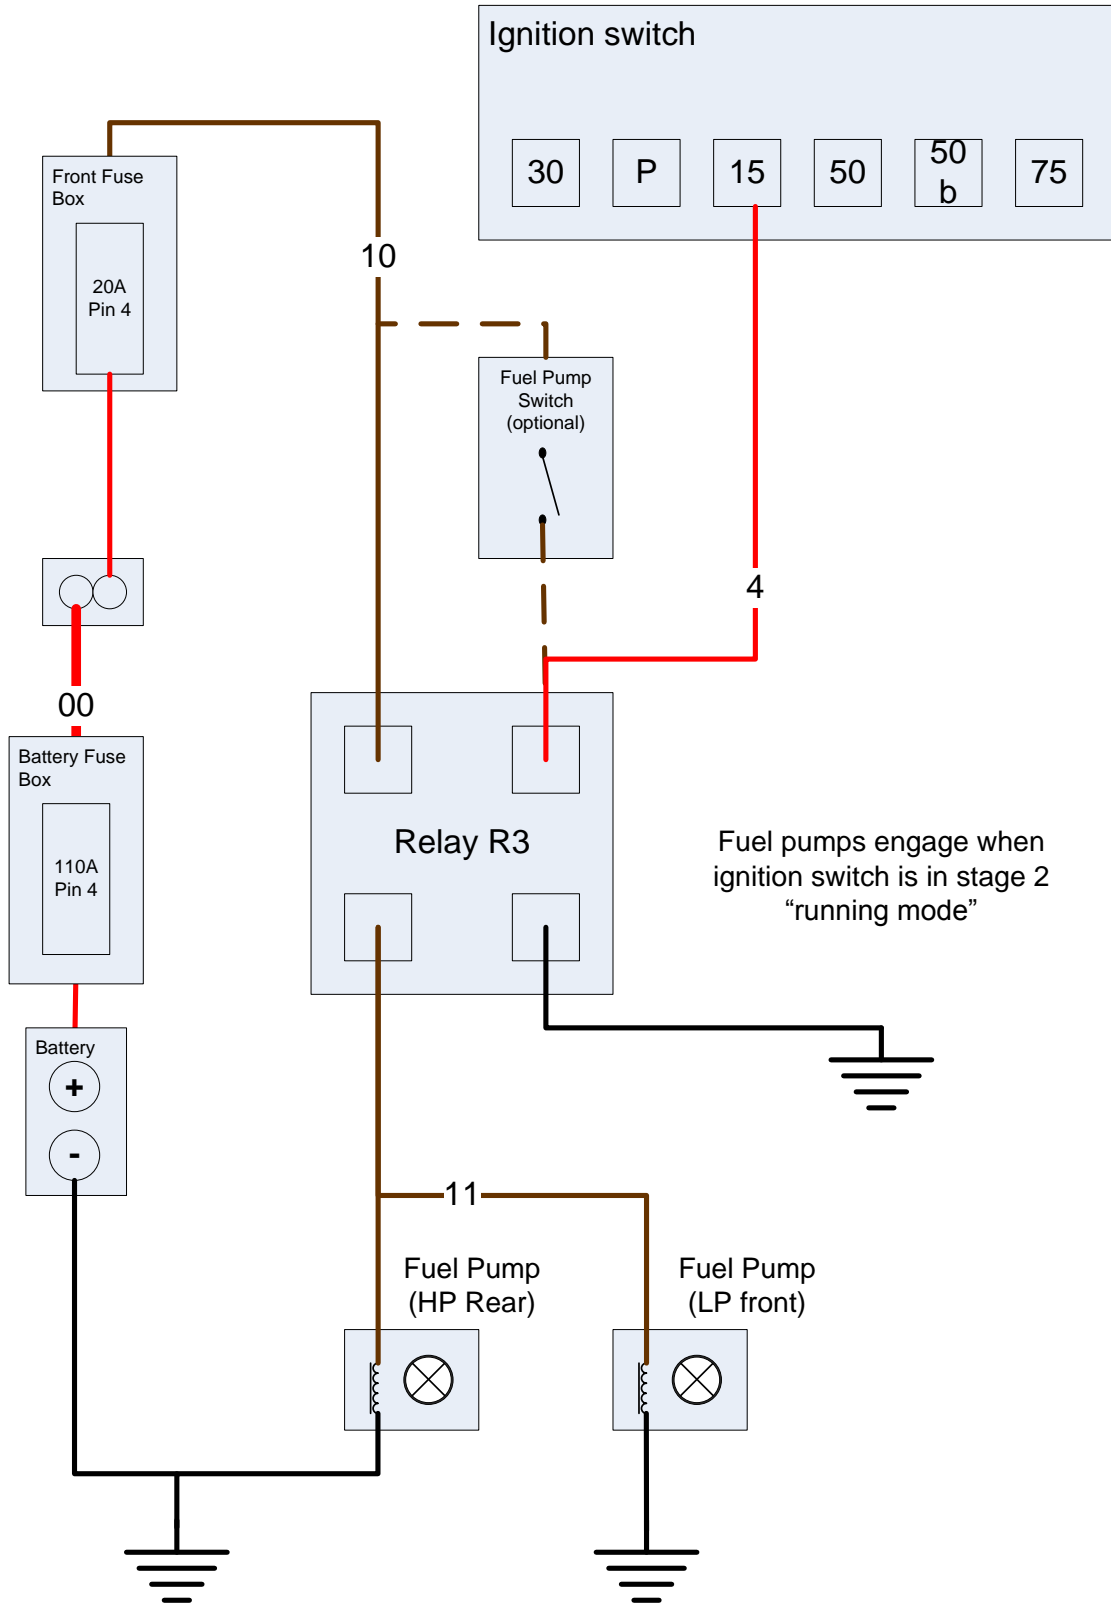 Ignition switch
30
P
15
50
50
b
75
Front Fuse
Box
20A
Pin 4
10
Fuel Pump
Switch
(optional)
4
00
Battery Fuse
Box
110A
Pin 4
Relay R3
Fuel pumps engage when
ignition switch is in stage 2
“running mode”
Battery
+
-
11
Fuel Pump
(HP Rear)
Fuel Pump
(LP front)